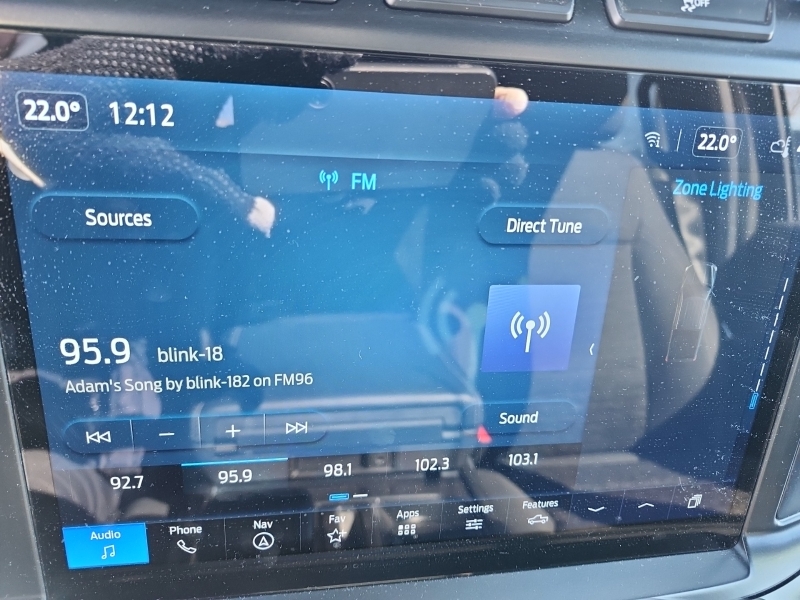 OFF
22.0°
12:12
22.0°
FM
Zone Lighting
Sources
Direct Tune
95.9 blink-18
Adam's Song by blink-182 on FM96
Sound
92.7
95.9
98.1
102.3
103.1
Audio
Phone
Nav
Fav
Apps
Settings
Features